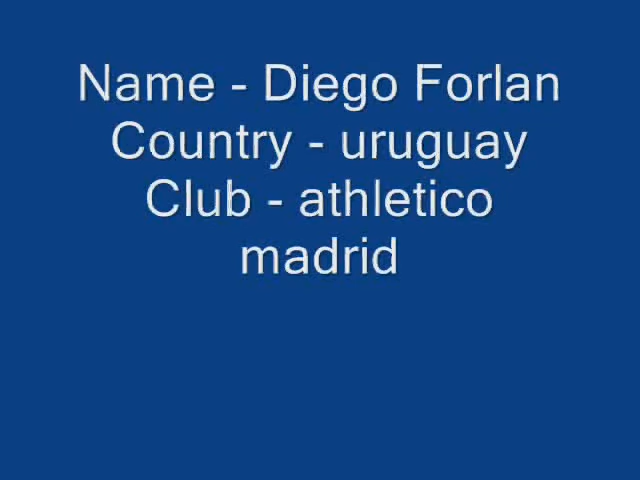 Name - Diego Forlan
Country - uruguay
Club - athletico
madrid